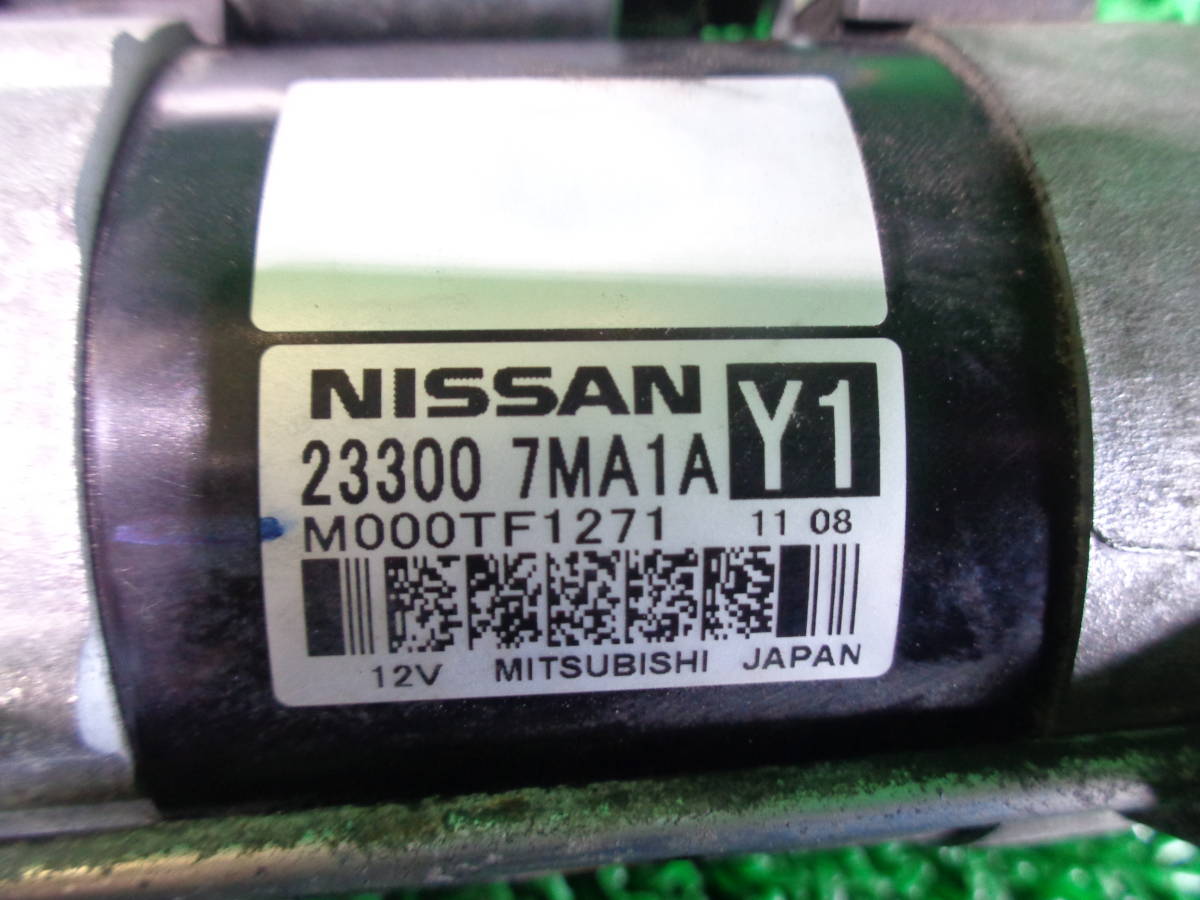 NISSAN
23300 7MA1A Y1
M000TF1271 11 08
12V MITSUBISHI JAPAN